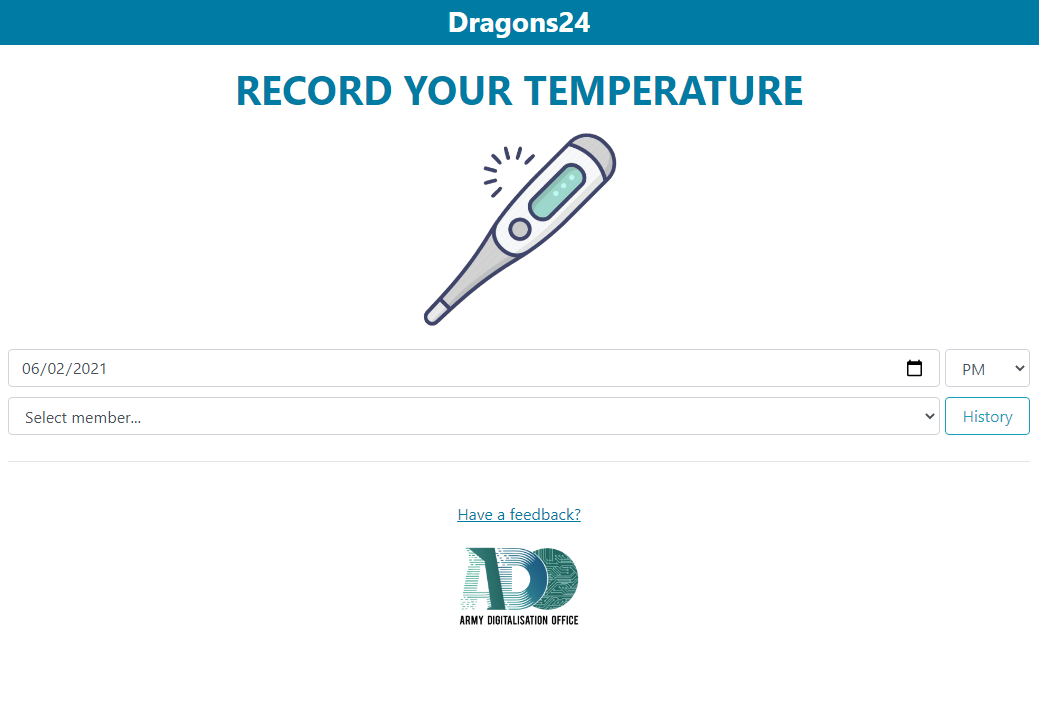 Dragons24
RECORD YOUR TEMPERATURE
06/02/2021
PM
Select member...
History
Have a feedback?
ADO
ARMY DIGITALISATION OFFICE